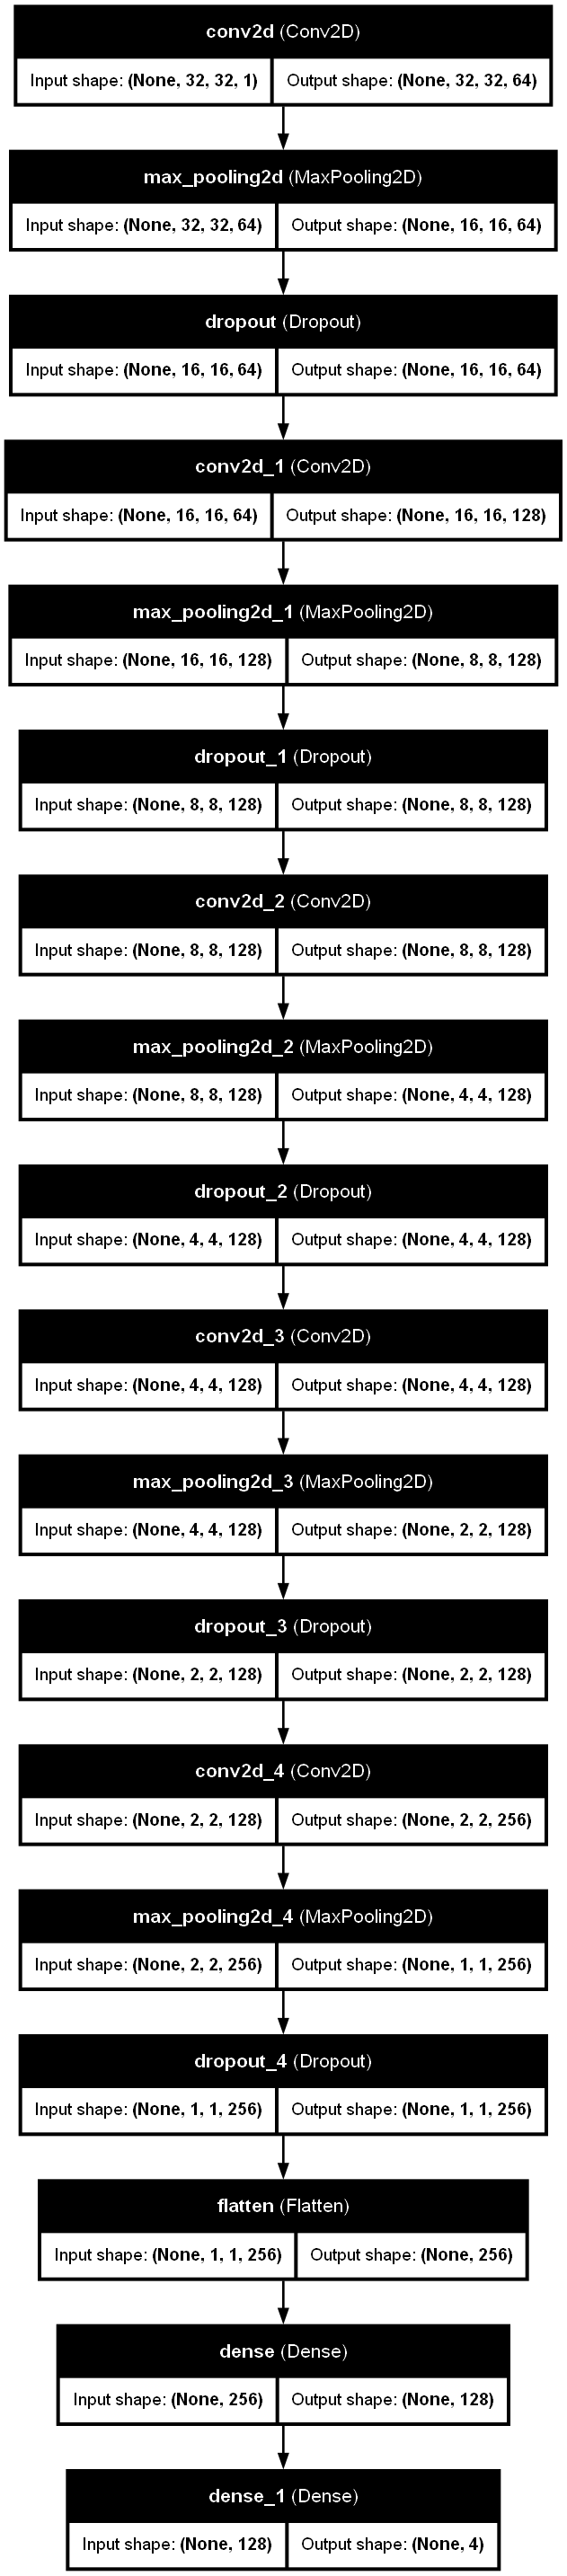 conv2d (Conv2D)
Input shape: (None, 32, 32, 1) Output shape: (None, 32, 32, 64)
max_pooling2d (MaxPooling2D)
Input shape: (None, 32, 32, 64) Output shape: (None, 16, 16, 64)
dropout (Dropout)
Input shape: (None, 16, 16, 64) Output shape: (None, 16, 16, 64)
conv2d_1 (Conv2D)
Input shape: (None, 16, 16, 64) Output shape: (None, 16, 16, 128)
max_pooling2d_1 (MaxPooling2D)
Input shape: (None, 16, 16, 128) Output shape: (None, 8, 8, 128)
dropout_1 (Dropout)
Input shape: (None, 8, 8, 128) Output shape: (None, 8, 8, 128)
conv2d_2 (Conv2D)
Input shape: (None, 8, 8, 128) Output shape: (None, 8, 8, 128)
max_pooling2d_2 (MaxPooling2D)
Input shape: (None, 8, 8, 128) Output shape: (None, 4, 4, 128)
dropout_2 (Dropout)
Input shape: (None, 4, 4, 128) Output shape: (None, 4, 4, 128)
conv2d_3 (Conv2D)
Input shape: (None, 4, 4, 128) Output shape: (None, 4, 4, 128)
max_pooling2d_3 (MaxPooling2D)
Input shape: (None, 4, 4, 128) Output shape: (None, 2, 2, 128)
dropout_3 (Dropout)
Input shape: (None, 2, 2, 128) Output shape: (None, 2, 2, 128)
conv2d_4 (Conv2D)
Input shape: (None, 2, 2, 128) Output shape: (None, 2, 2, 256)
max_pooling2d_4 (MaxPooling2D)
Input shape: (None, 2, 2, 256) Output shape: (None, 1, 1, 256)
dropout_4 (Dropout)
Input shape: (None, 1, 1, 256) Output shape: (None, 1, 1, 256)
flatten (Flatten)
Input shape: (None, 1, 1, 256) Output shape: (None, 256)
dense (Dense)
Input shape: (None, 256) Output shape: (None, 128)
dense_1 (Dense)
Input shape: (None, 128) Output shape: (None, 4)